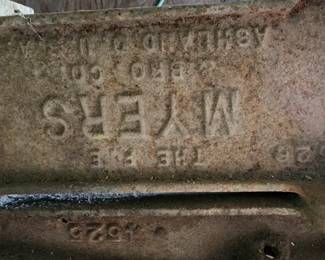 THE F.E.
MYERS
& BRO. CO.
ASHLAND, O. U.